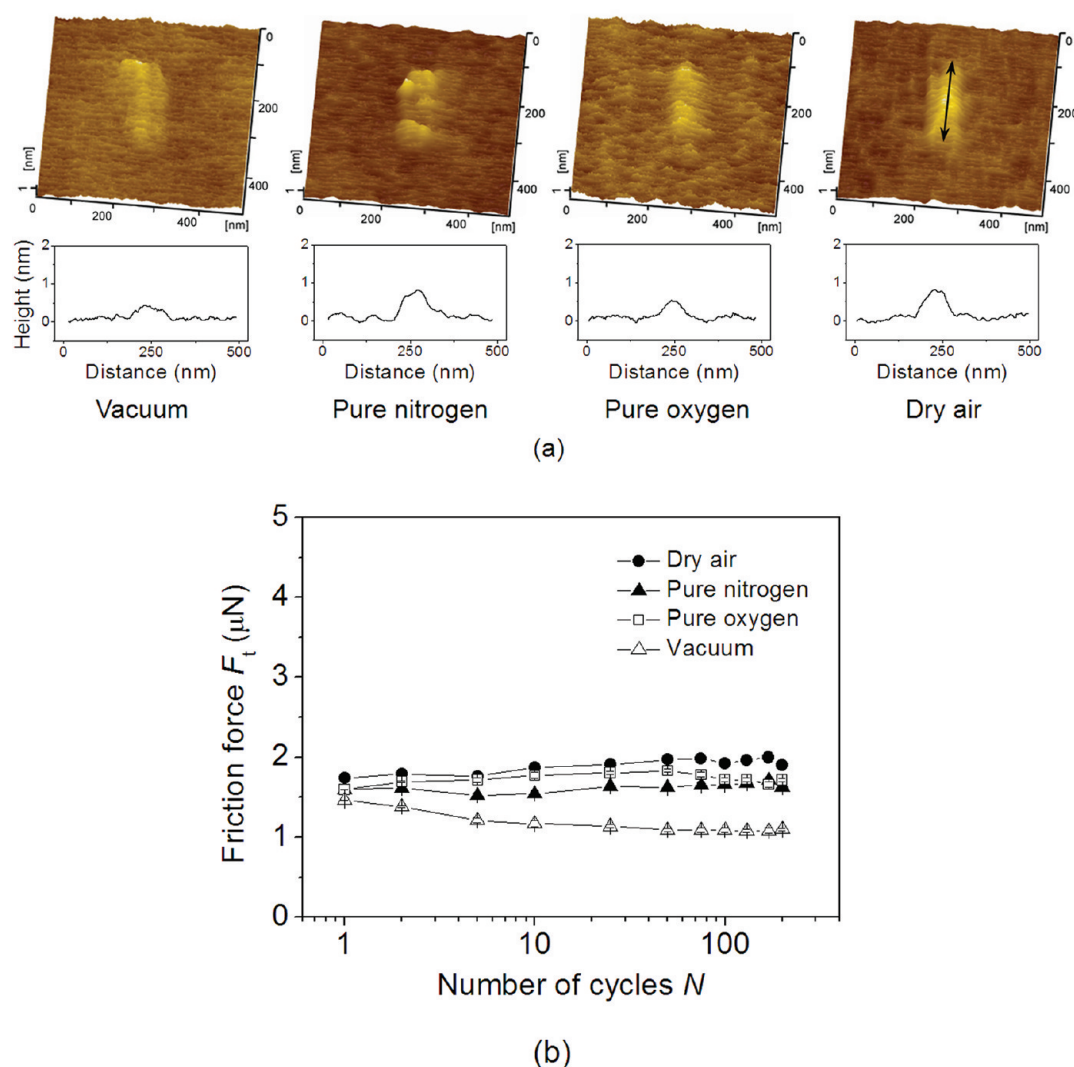 0
200
400
[nm]
1
[nm]
0
200
400
[nm]
0
200
400
[nm]
1
[nm]
0
200
400
[nm]
0
200
400
[nm]
1
[nm]
0
200
400
[nm]
0
200
400
[nm]
1
[nm]
0
200
400
[nm]
Height (nm)
2
1
0
0 250 500
Distance (nm)
Vacuum
2
1
0
0 250 500
Distance (nm)
Pure nitrogen
2
1
0
0 250 500
Distance (nm)
Pure oxygen
2
1
0
0 250 500
Distance (nm)
Dry air
(a)
Friction force Ft (μN)
5
4
3
2
1
0
Dry air
Pure nitrogen
Pure oxygen
Vacuum
1 10 100
Number of cycles N
(b)